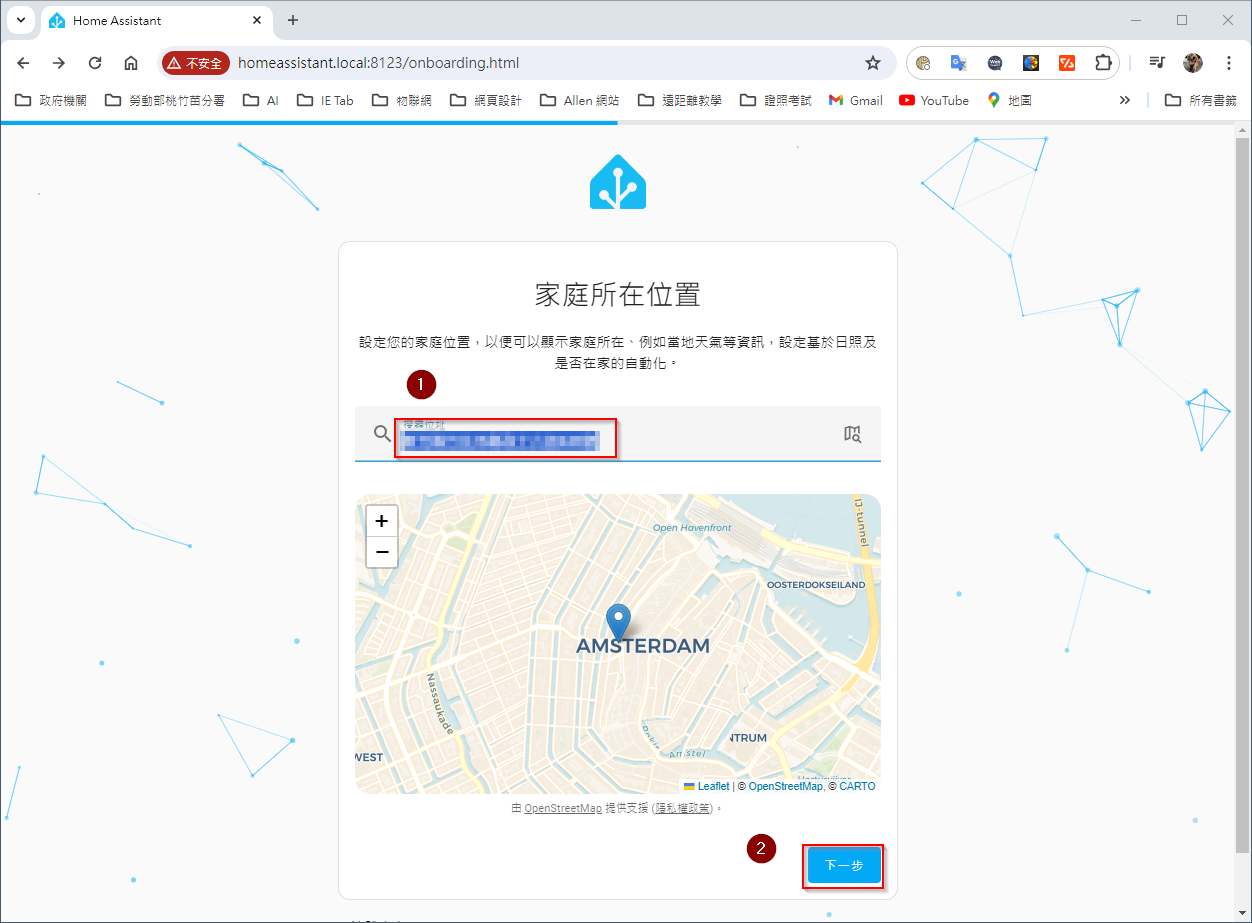 Home Assistant
不安全
homeassistant.local:8123/onboarding.html
政府機關 勞動部桃竹苗分署 AI IE Tab 物聯網 網頁設計 Allen 網站 遠距離教學 證照考試 Gmail YouTube 地圖 所有書籤
家庭所在位置
設定您的家庭位置,以便可以顯示家庭所在、例如當地天氣等資訊,設定基於日照及
是否在家的自動化。
1
搜尋位址
+
−
Open Havenfront
IJ-tunnel
OOSTERDOKSEILAND
AMSTERDAM
Nassaukade
NTRUM
Amstel
WEST
Leaflet | © OpenStreetMap, © CARTO
由 OpenStreetMap 提供支援 (隱私權政策)。
2
下一步